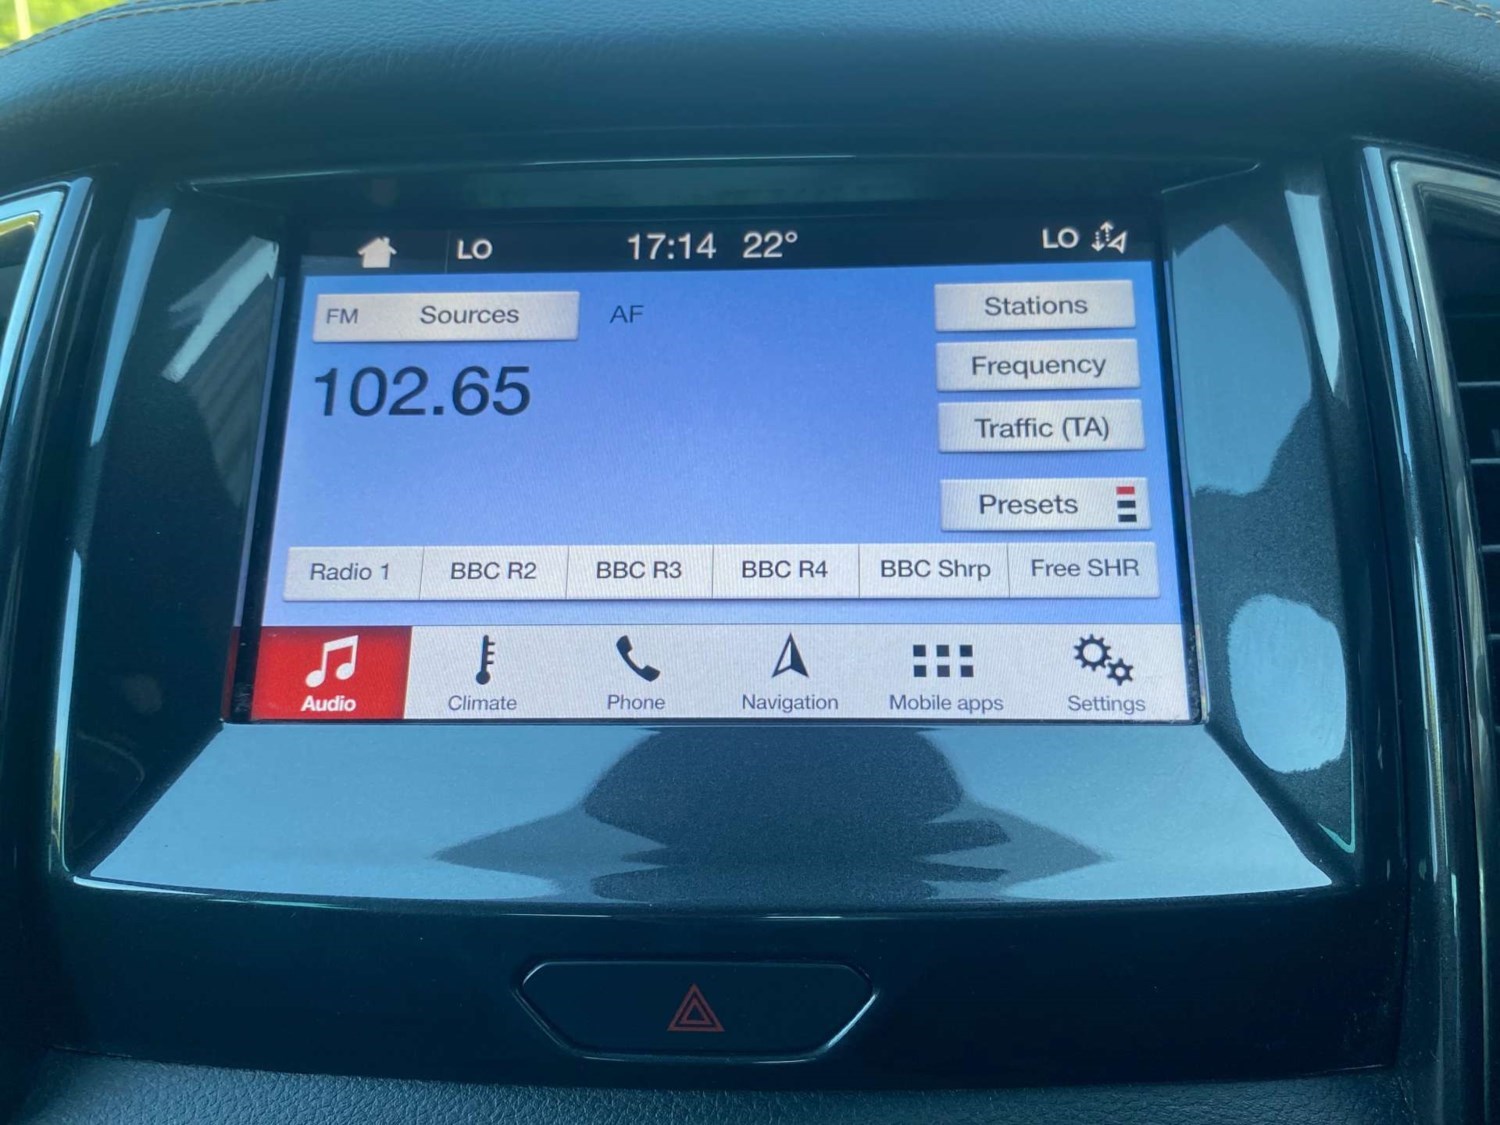 LO 17:14 22° LO
FM Sources AF Stations
102.65 Frequency
Traffic (TA)
Presets
Radio 1 BBC R2 BBC R3 BBC R4 BBC Shrp Free SHR
Audio Climate Phone Navigation Mobile apps Settings